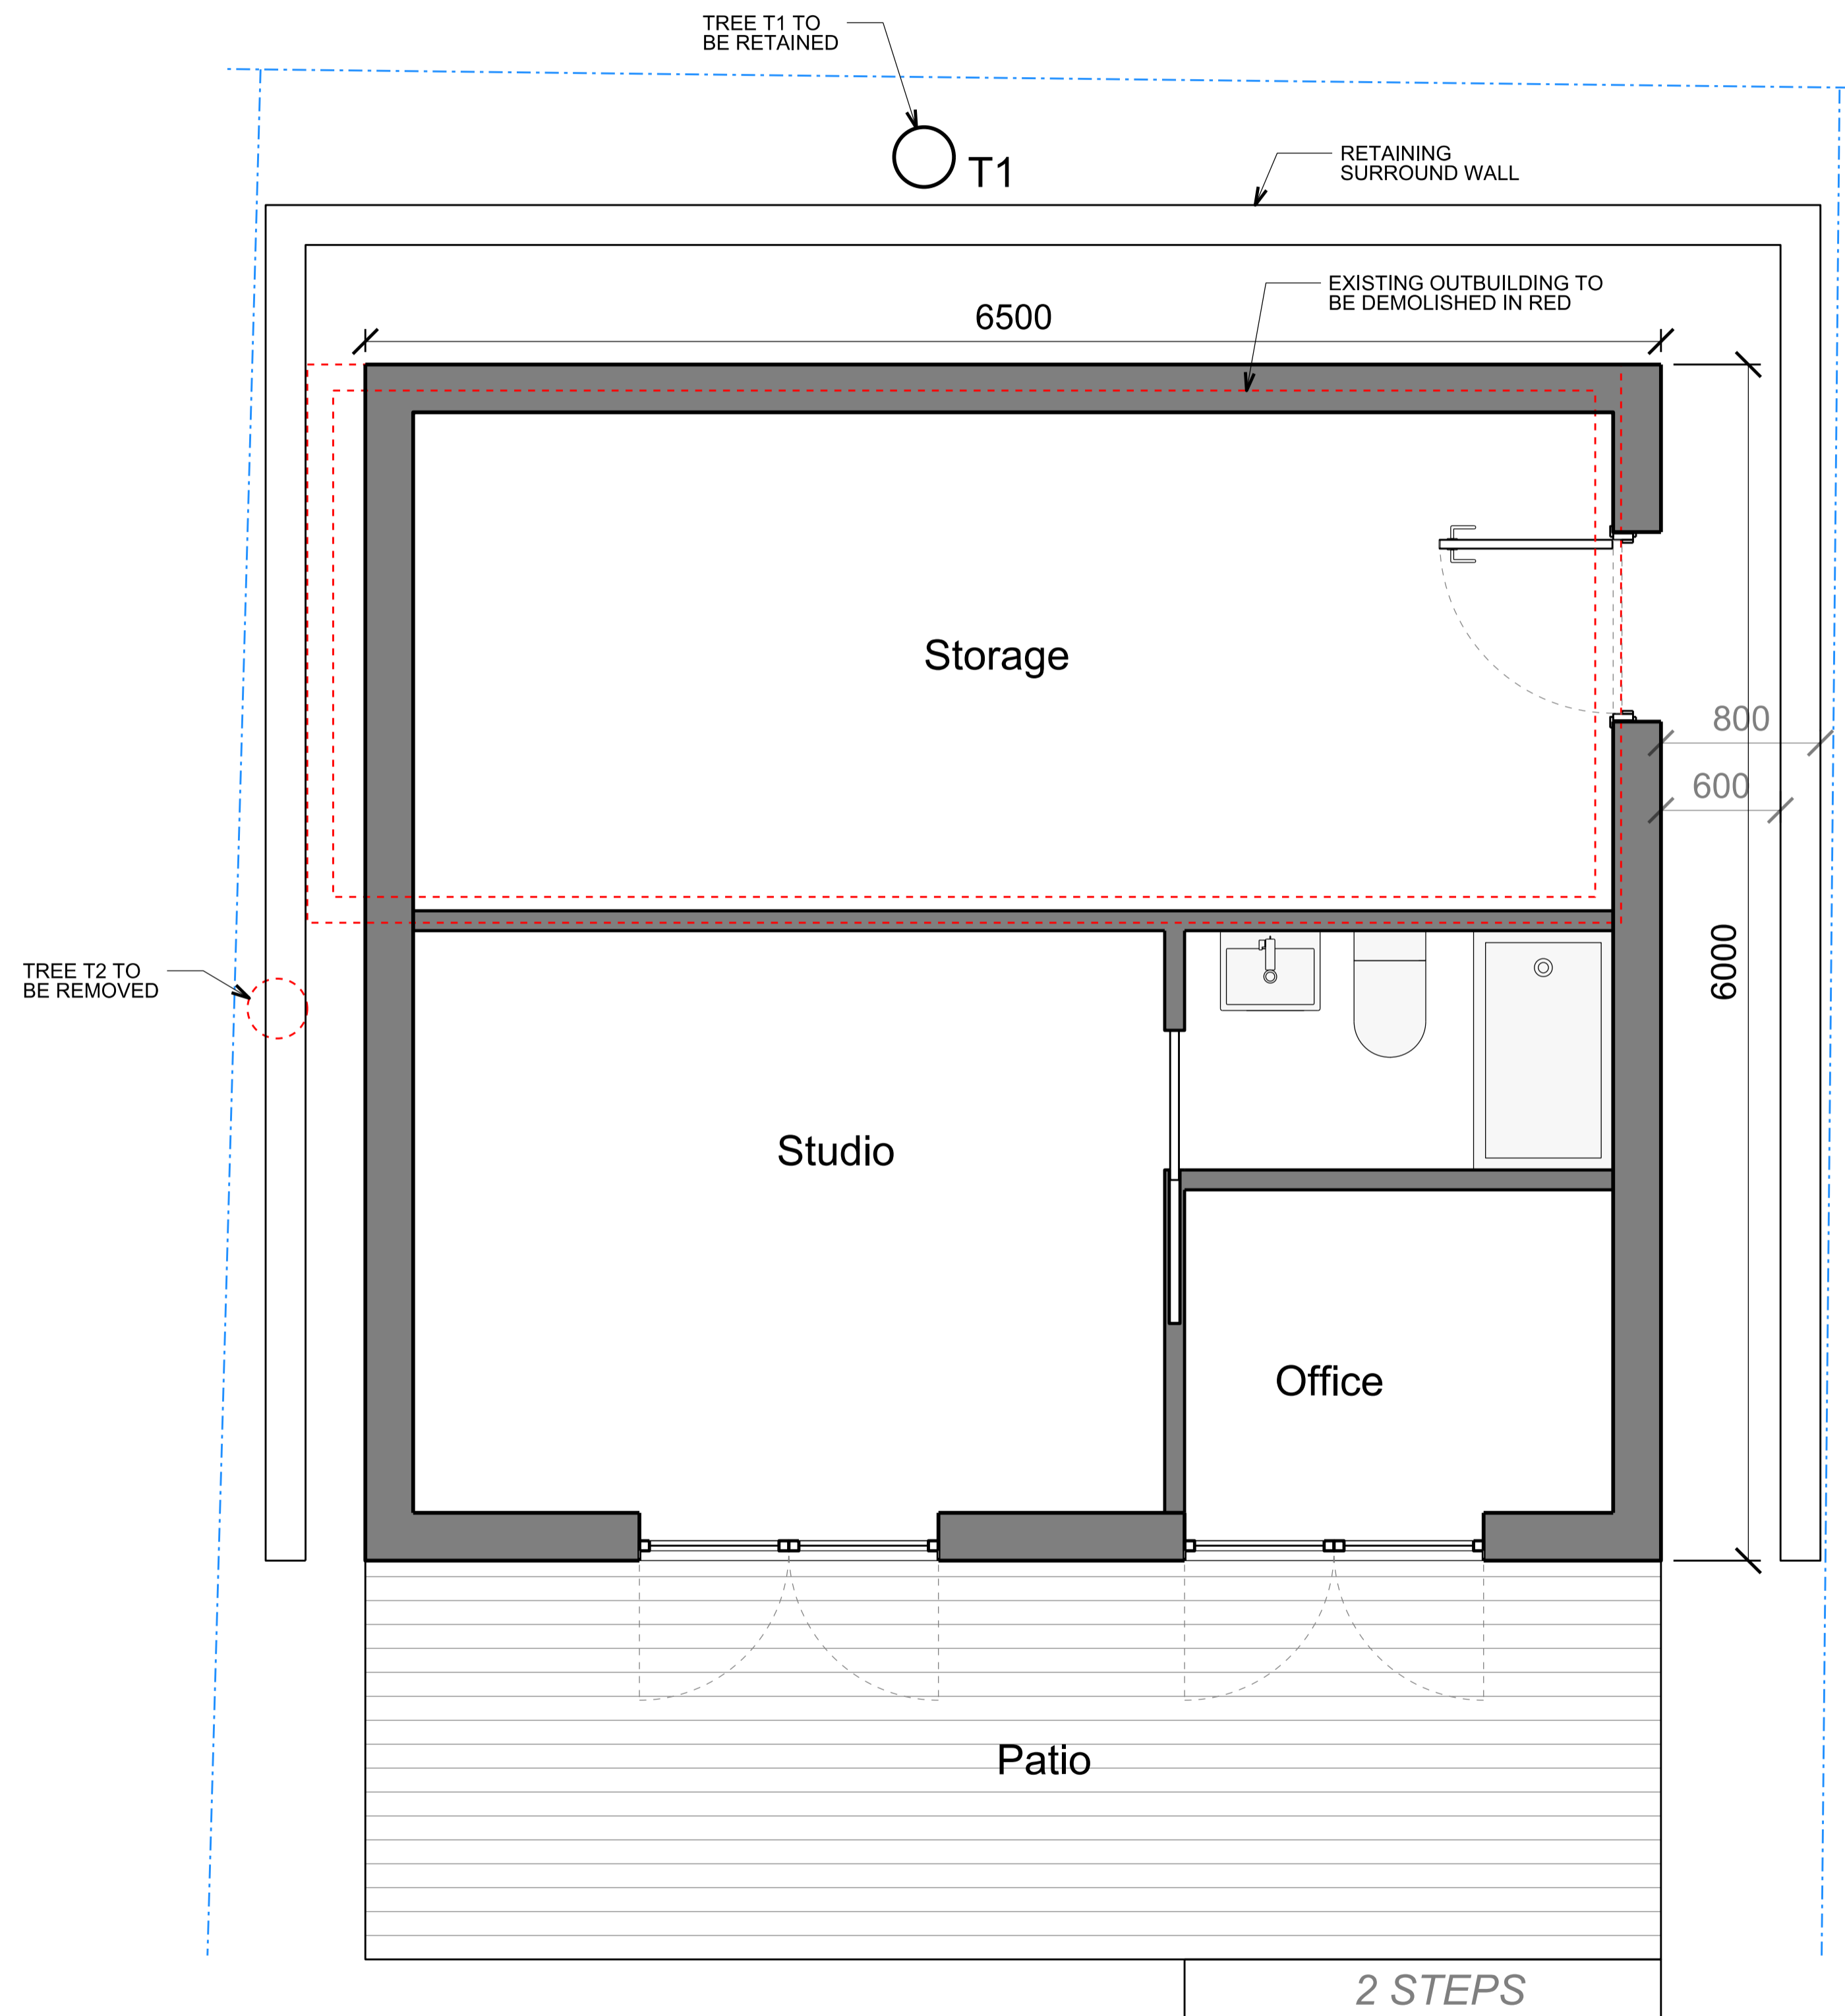 TREE T1 TO
BE RETAINED
T1
RETAINING
SURROUND WALL
EXISTING OUTBUILDING TO
BE DEMOLISHED IN RED
6500
Storage
800
600
6000
TREE T2 TO
BE REMOVED
Studio
Office
Patio
2 STEPS